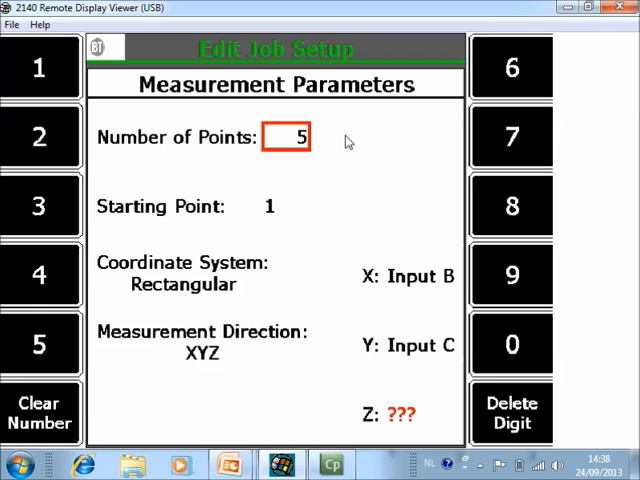 2140 Remote Display Viewer (USB)
File Help
BT
Edit Job Setup
Measurement Parameters
1
2
3
4
5
Clear
Number
Number of Points: 5
Starting Point: 1
Coordinate System:
Rectangular
X: Input B
Measurement Direction:
XYZ
Y: Input C
Z: ???
6
7
8
9
0
Delete
Digit
Cp
NL
14:38
24/09/2013